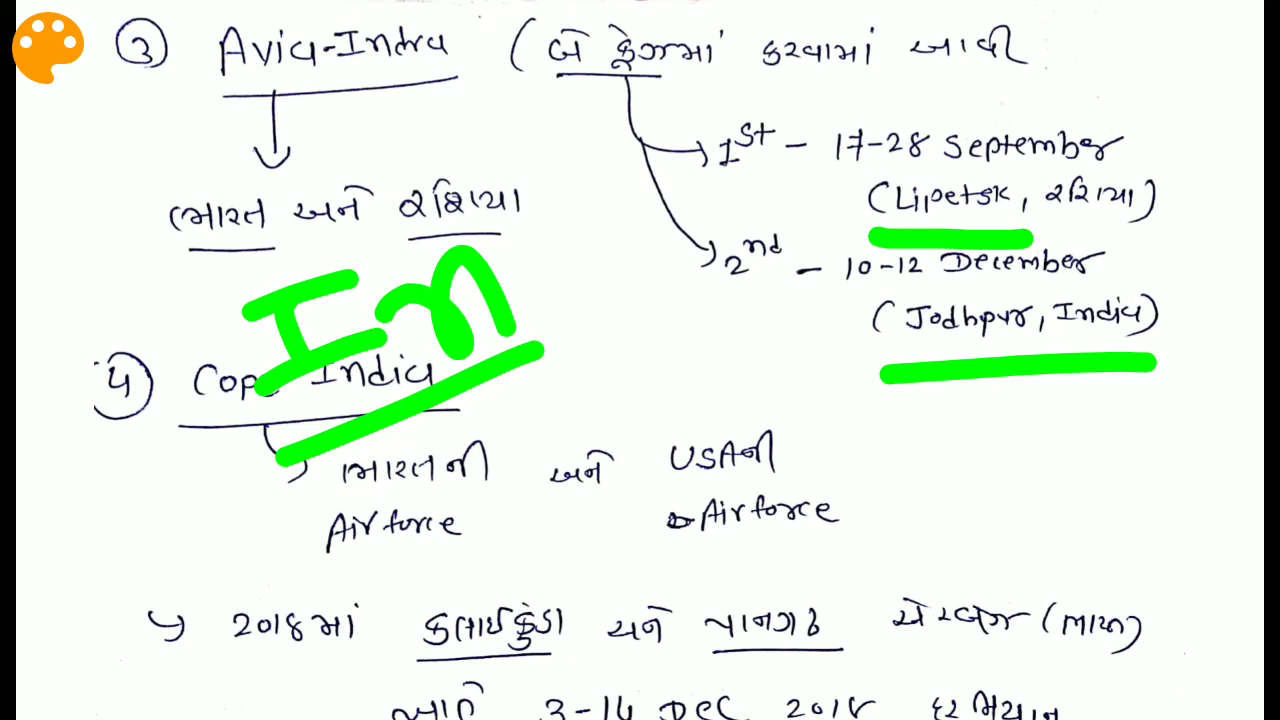 ③ Avia-Indra (બે ફેઝમાં કરવામાં આવી
1st - 17-28 September
(Lipetsk, રશિયા)
ભારત અને રશિયા
2nd - 10-12 December
(Jodhpur, India)
Im
Cope India
ભારતની અને USAની
Airforce Airforce
2018માં કલાઈકુંડા અને પાનાગઢ એરબેઝ (ભારત)
ખાતે 3-14 Dec 2018 દરમિયાન